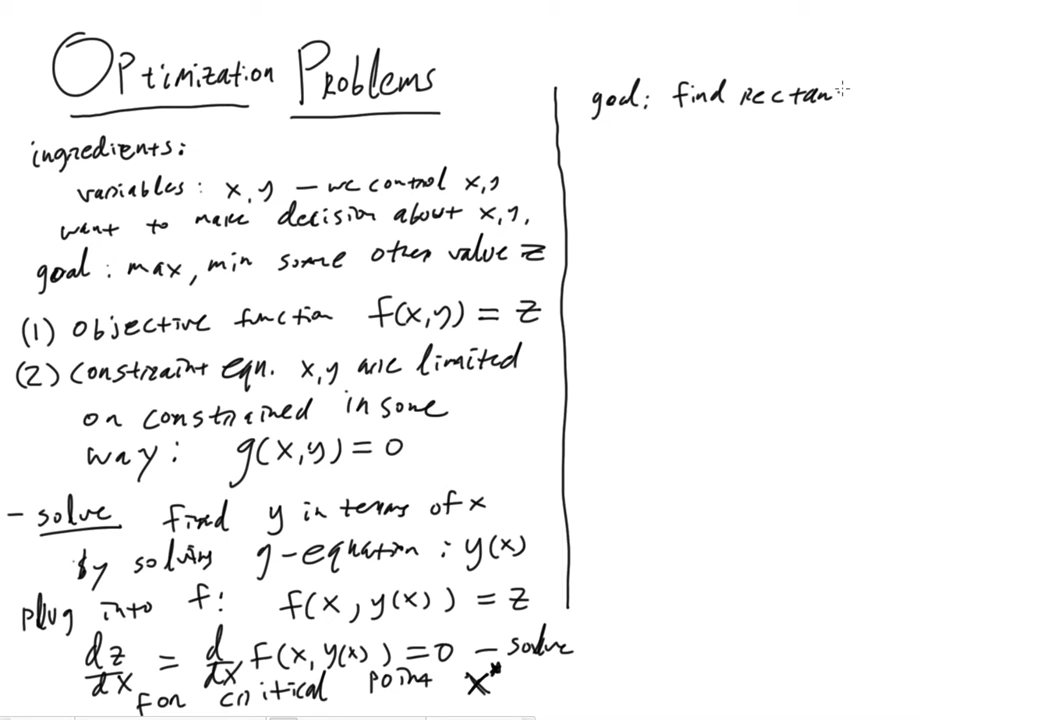 Optimization Problems
ingredients:
variables: x, y – we control x, y
want to make decision about x, y.
goal: max, min some other value z
(1) Objective function f(x,y) = z
(2) Constraint eqn. x, y are limited
or constrained in some
way: g(x,y) = 0
- solve find y in terms of x
by solving g-equation: y(x)
plug into f: f(x, y(x)) = z
dz/dx = d/dx f(x, y(x)) = 0 – solve
for critical point x*
goal: find rectan